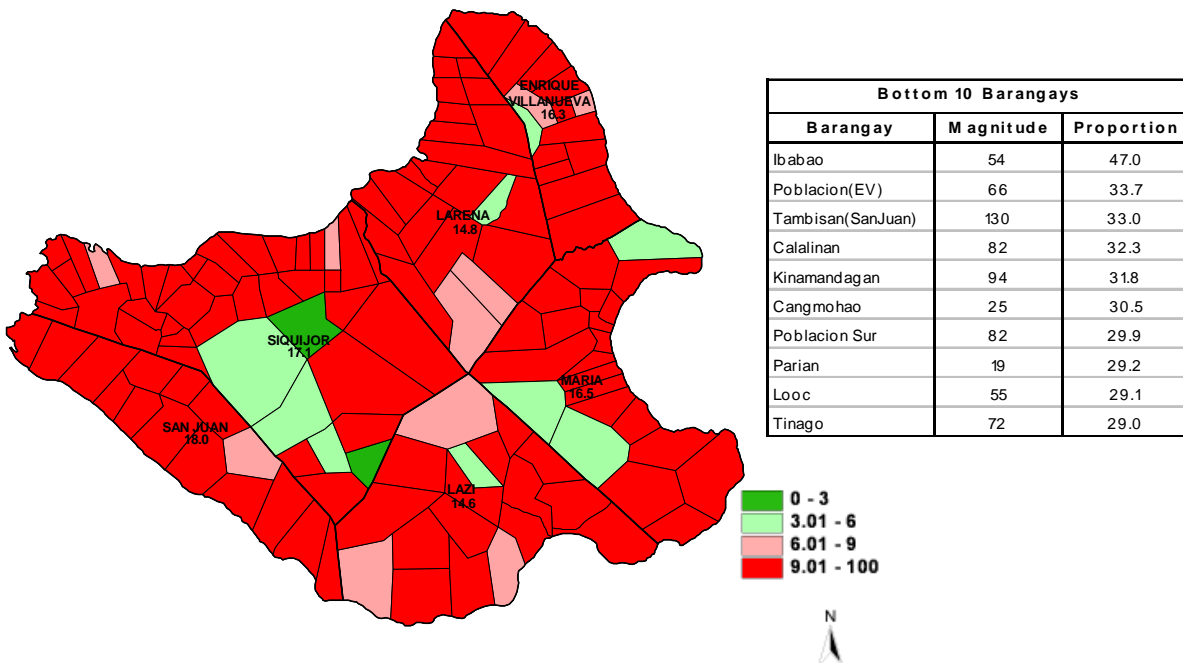 ENRIQUE
VILLANUEVA
16.3
LARENA
14.8
SIQUIJOR
17.1
MARIA
16.5
SAN JUAN
18.0
LAZI
14.6
Bottom 10 Barangays
Barangay Magnitude Proportion
Ibabao 54 47.0
Poblacion(EV) 66 33.7
Tambisan(SanJuan) 130 33.0
Calalinan 82 32.3
Kinamandagan 94 31.8
Cangmohao 25 30.5
Poblacion Sur 82 29.9
Parian 19 29.2
Looc 55 29.1
Tinago 72 29.0
0 - 3
3.01 - 6
6.01 - 9
9.01 - 100
N